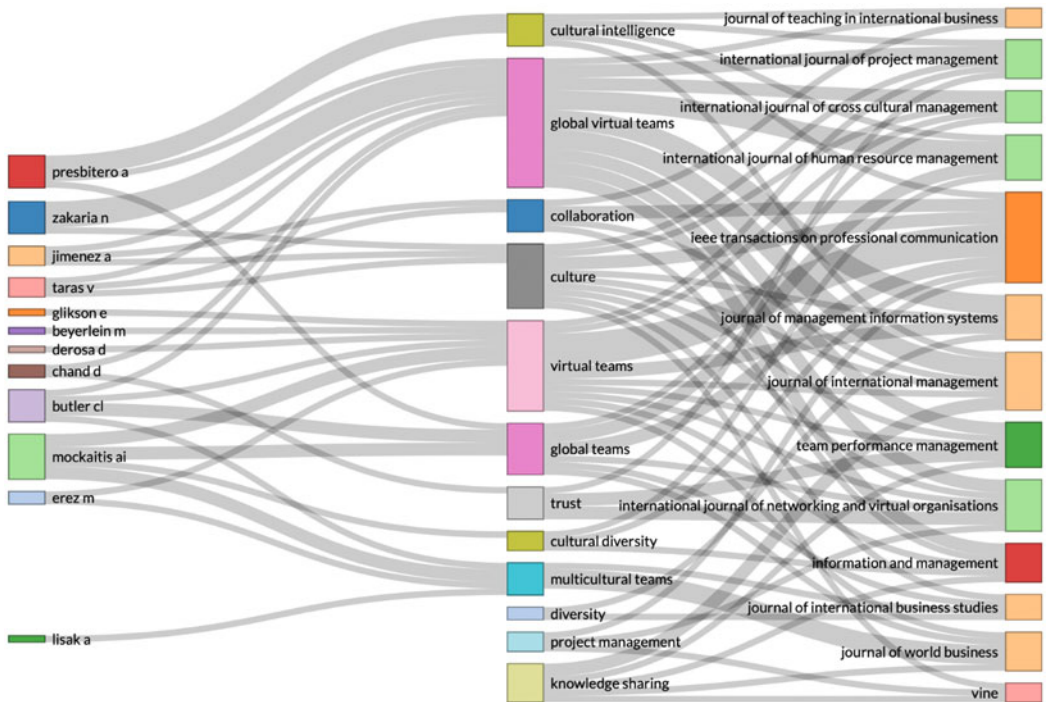 presbitero a
zakaria n
jimenez a
taras v
glikson e
beyerlein m
derosa d
chand d
butler cl
mockaitis ai
erez m
lisak a
cultural intelligence
global virtual teams
collaboration
culture
virtual teams
global teams
trust
cultural diversity
multicultural teams
diversity
project management
knowledge sharing
journal of teaching in international business
international journal of project management
international journal of cross cultural management
international journal of human resource management
ieee transactions on professional communication
journal of management information systems
journal of international management
team performance management
international journal of networking and virtual organisations
information and management
journal of international business studies
journal of world business
vine